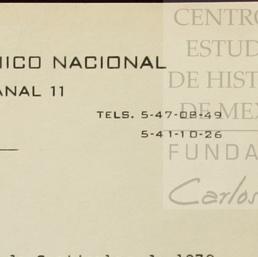 NICO NACIONAL
ANAL 11
TELS. 5-47-08-49
5-41-10-26
CENTRO
ESTUD
DE HIST
DE MEX
FUNDA
Carlos